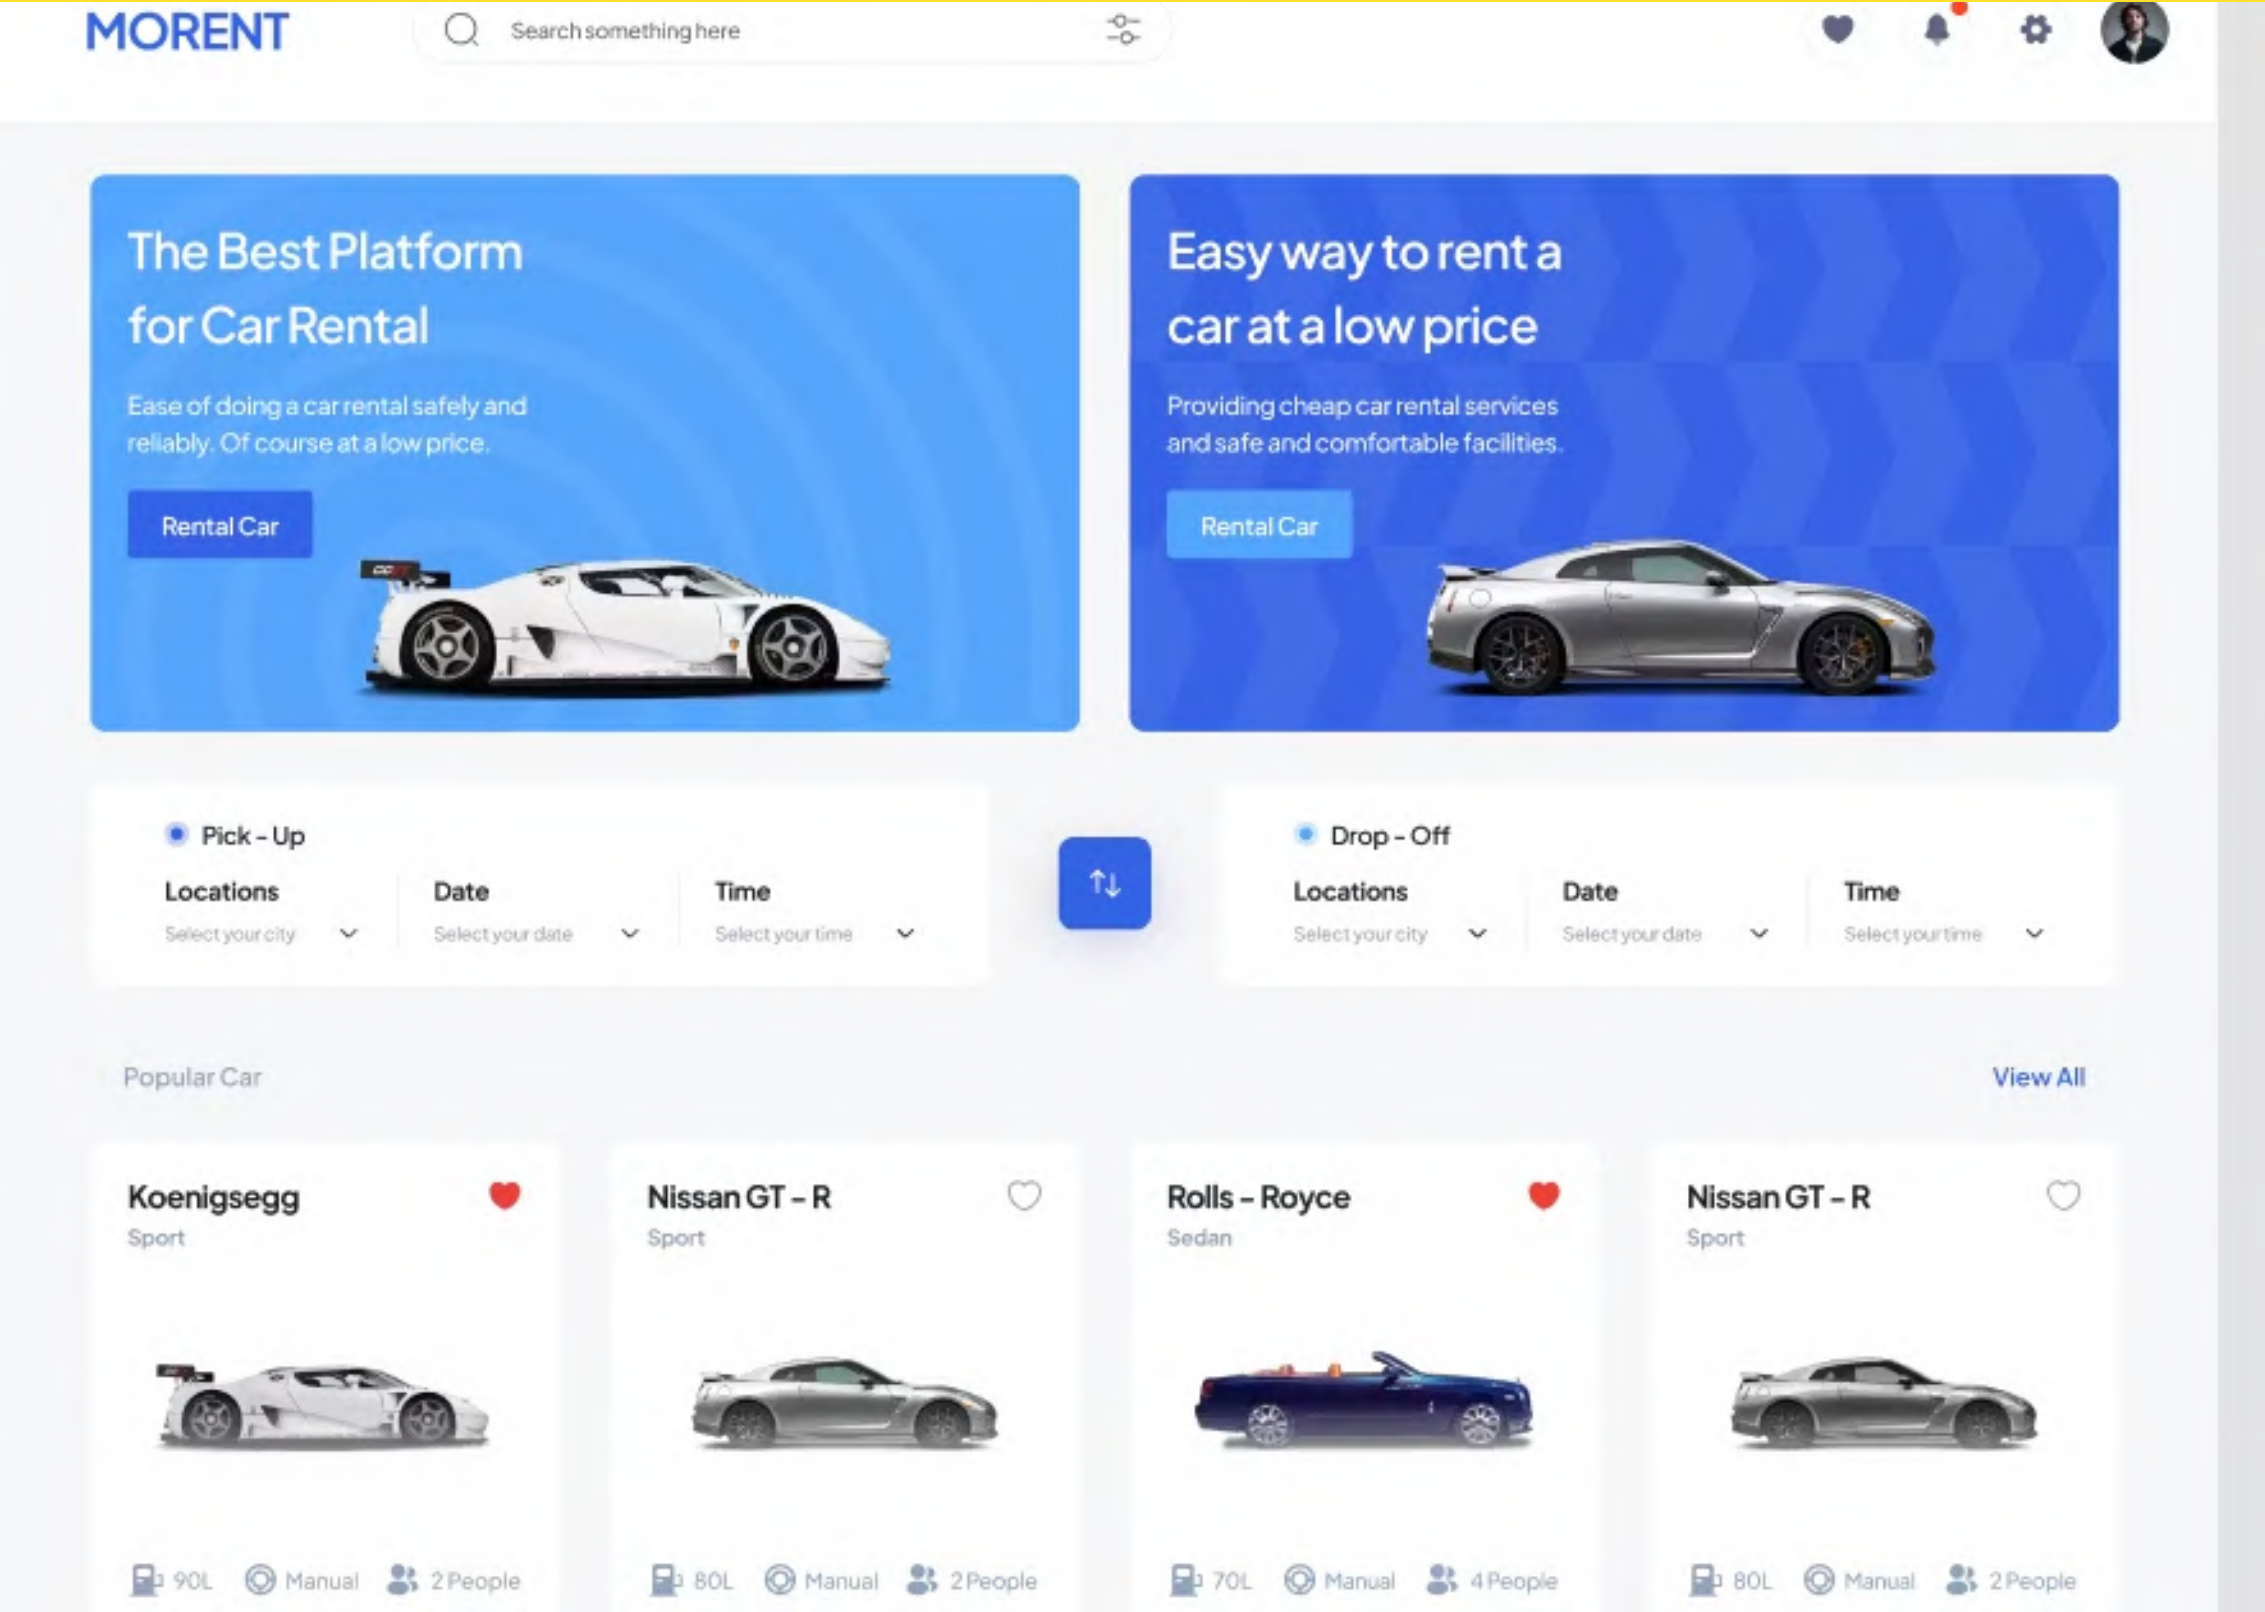 MORENT
Search something here
The Best Platform
for Car Rental
Ease of doing a car rental safely and
reliably. Of course at a low price.
Rental Car
Easy way to rent a
car at a low price
Providing cheap car rental services
and safe and comfortable facilities.
Rental Car
Pick - Up
Locations
Select your city
Date
Select your date
Time
Select your time
Drop - Off
Locations
Select your city
Date
Select your date
Time
Select your time
Popular Car
View All
Koenigsegg
Sport
90L
Manual
2 People
Nissan GT - R
Sport
80L
Manual
2 People
Rolls - Royce
Sedan
70L
Manual
4 People
Nissan GT - R
Sport
80L
Manual
2 People